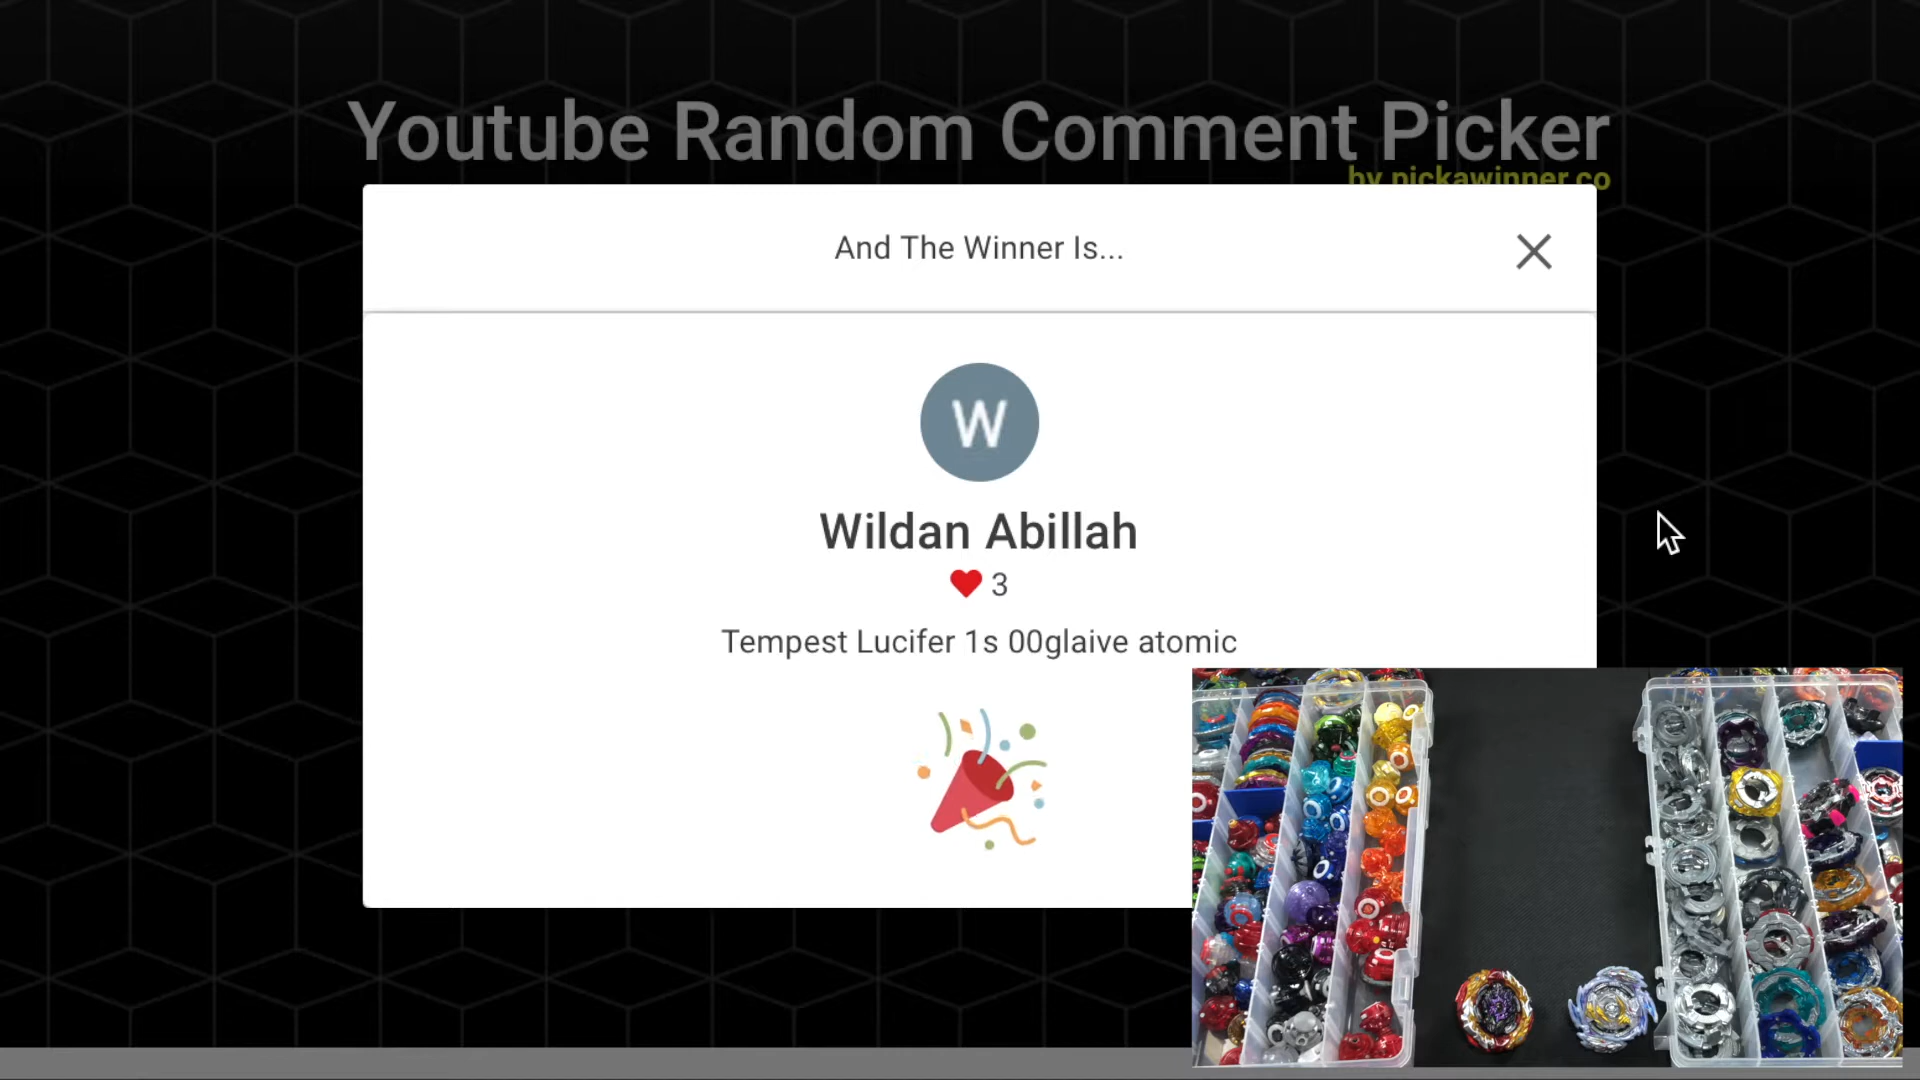 Youtube Random Comment Picker
by pickawinner.co
And The Winner Is...
W
Wildan Abillah
3
Tempest Lucifer 1s 00glaive atomic